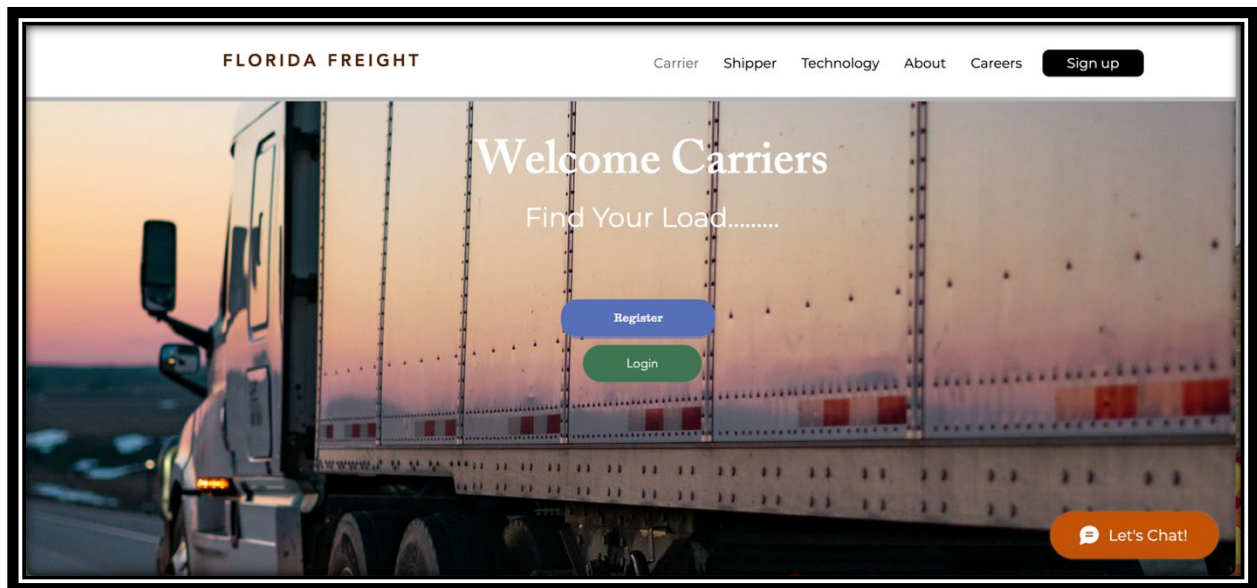 FLORIDA FREIGHT
Carrier Shipper Technology About Careers Sign up
Welcome Carriers
Find Your Load.........
Register
Login
Let's Chat!